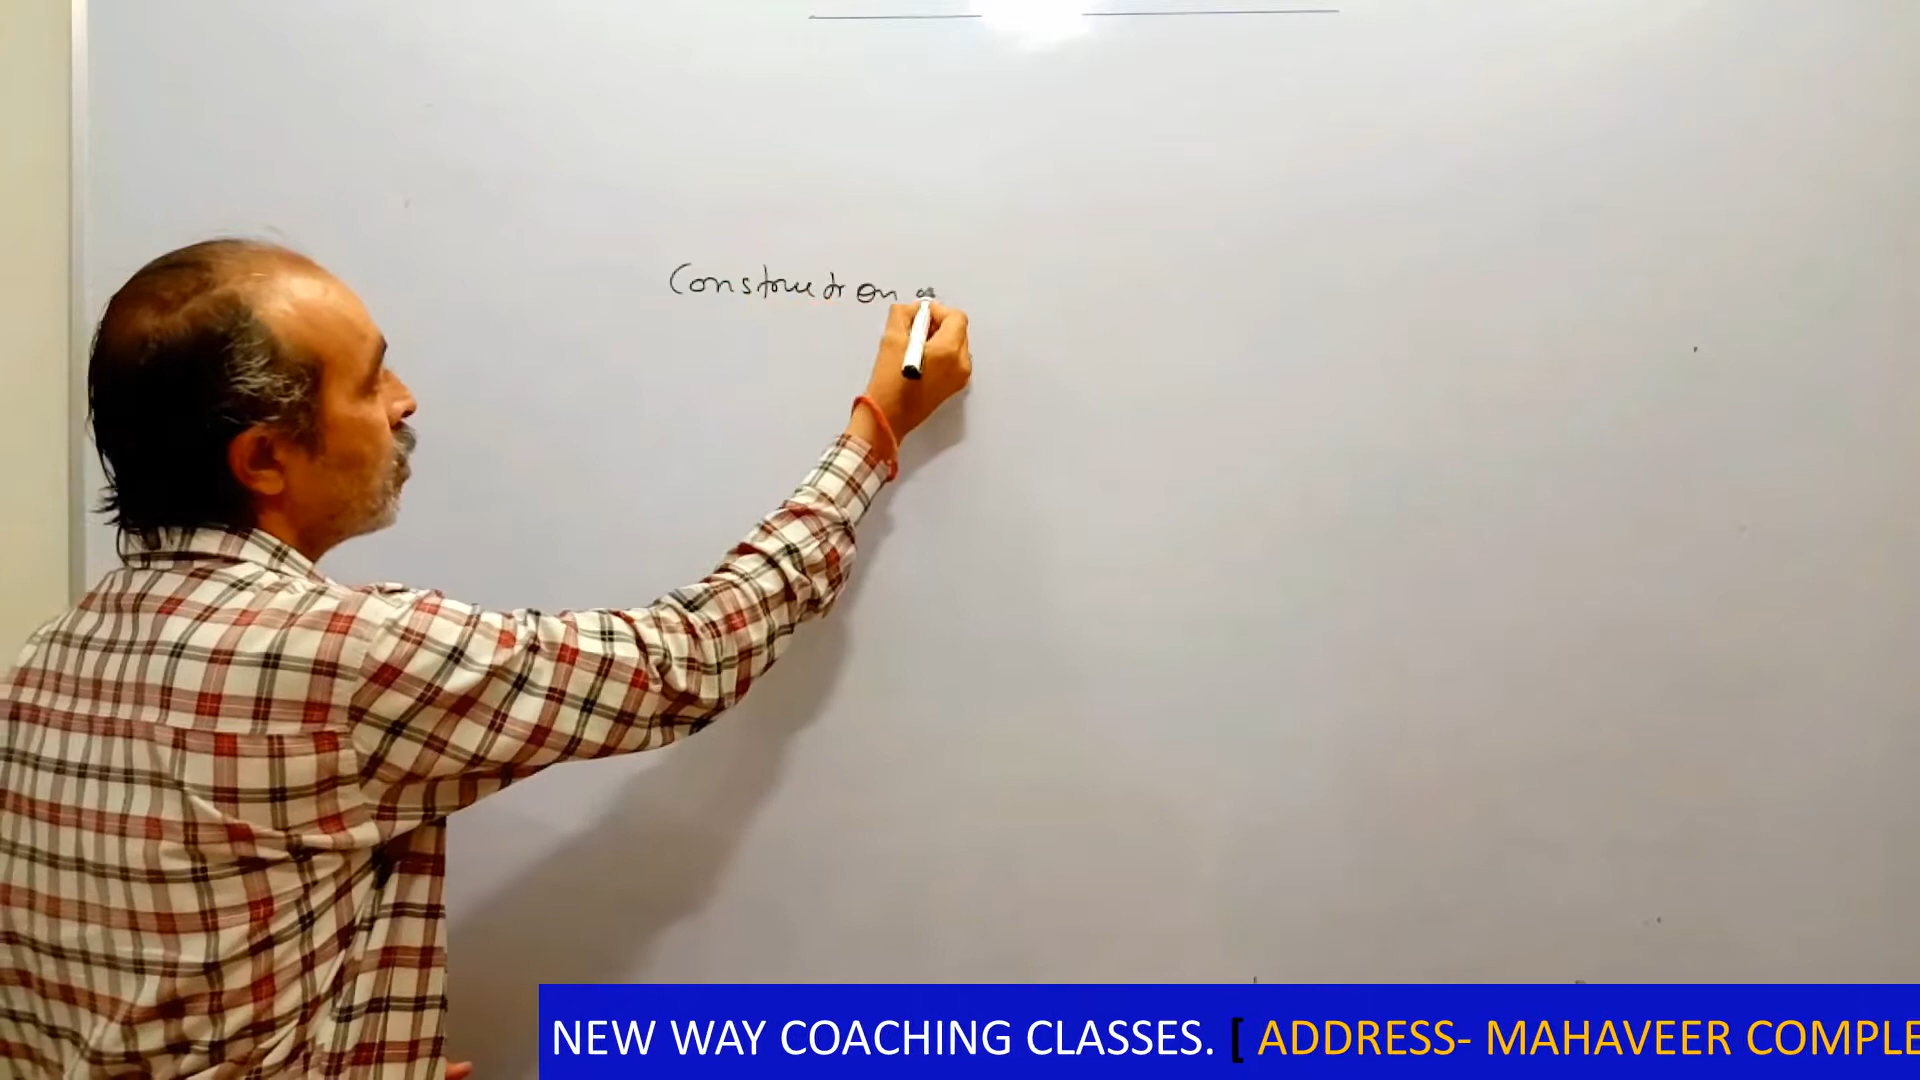 Construction
NEW WAY COACHING CLASSES. [ ADDRESS- MAHAVEER COMPLE